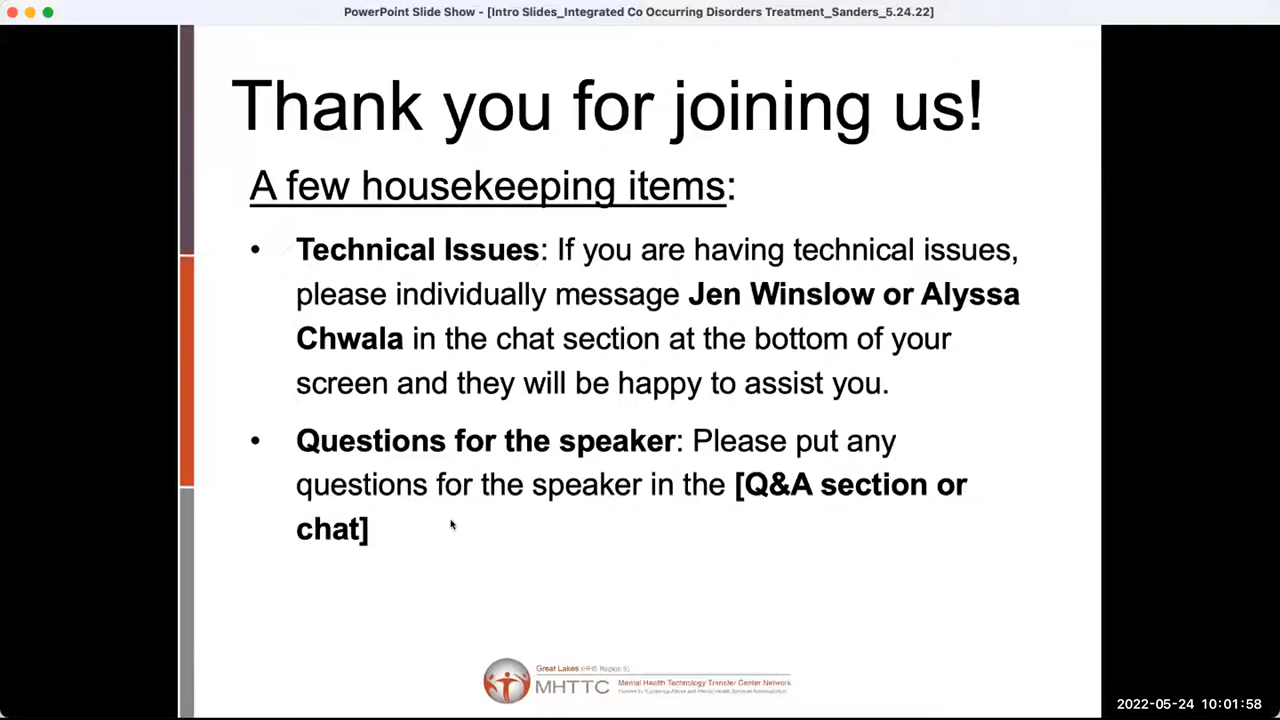 PowerPoint Slide Show - [Intro Slides_Integrated Co Occurring Disorders Treatment_Sanders_5.24.22]
Thank you for joining us!
A few housekeeping items:
• Technical Issues: If you are having technical issues,
please individually message Jen Winslow or Alyssa
Chwala in the chat section at the bottom of your
screen and they will be happy to assist you.
• Questions for the speaker: Please put any
questions for the speaker in the [Q&A section or
chat]
Great Lakes (HHS Region 5)
MHTTC Mental Health Technology Transfer Center Network
Funded by Substance Abuse and Mental Health Services Administration
2022-05-24 10:01:58